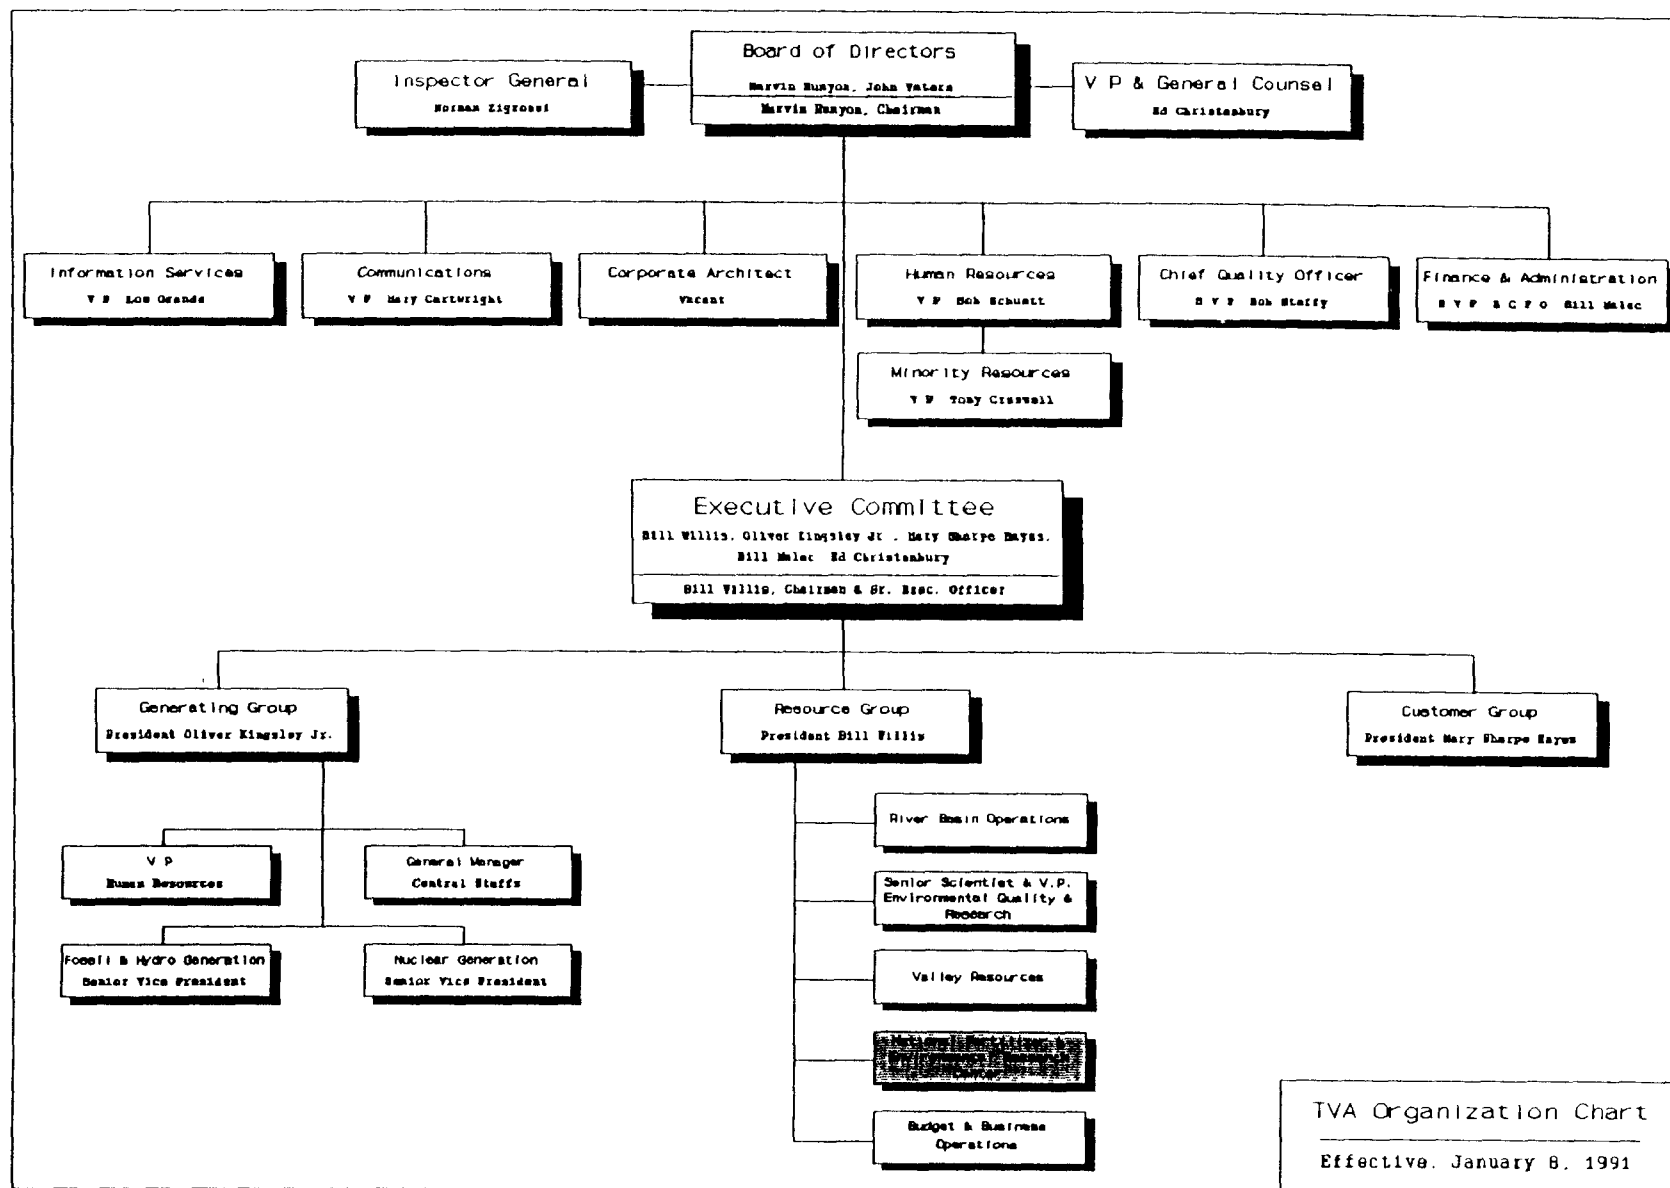 Board of Directors
Marvin Runyon, John Waters
Marvin Runyon, Chairman
Inspector General
Norman Zigrossi
V P & General Counsel
Ed Christenbury
Information Services
V P Lou Grande
Communications
V P Mary Cartwright
Corporate Architect
Vacant
Human Resources
V P Bob Schuett
Chief Quality Officer
S V P Bob Steffy
Finance & Administration
S V P & C F O Bill Malec
Minority Resources
V P Tony Creswell
Executive Committee
Bill Willis, Oliver Kingsley Jr., Mary Sharpe Hayes,
Bill Malec Ed Christenbury
Bill Willis, Chairman & Sr. Exec. Officer
Generating Group
President Oliver Kingsley Jr.
Resource Group
President Bill Willis
Customer Group
President Mary Sharpe Hayes
V P
Human Resources
General Manager
Central Staffs
Fossil & Hydro Generation
Senior Vice President
Nuclear Generation
Senior Vice President
River Basin Operations
Senior Scientist & V.P.
Environmental Quality &
Research
Valley Resources
National Fertilizer &
Environmental Research
Center
Budget & Business
Operations
TVA Organization Chart
Effective, January 8, 1991